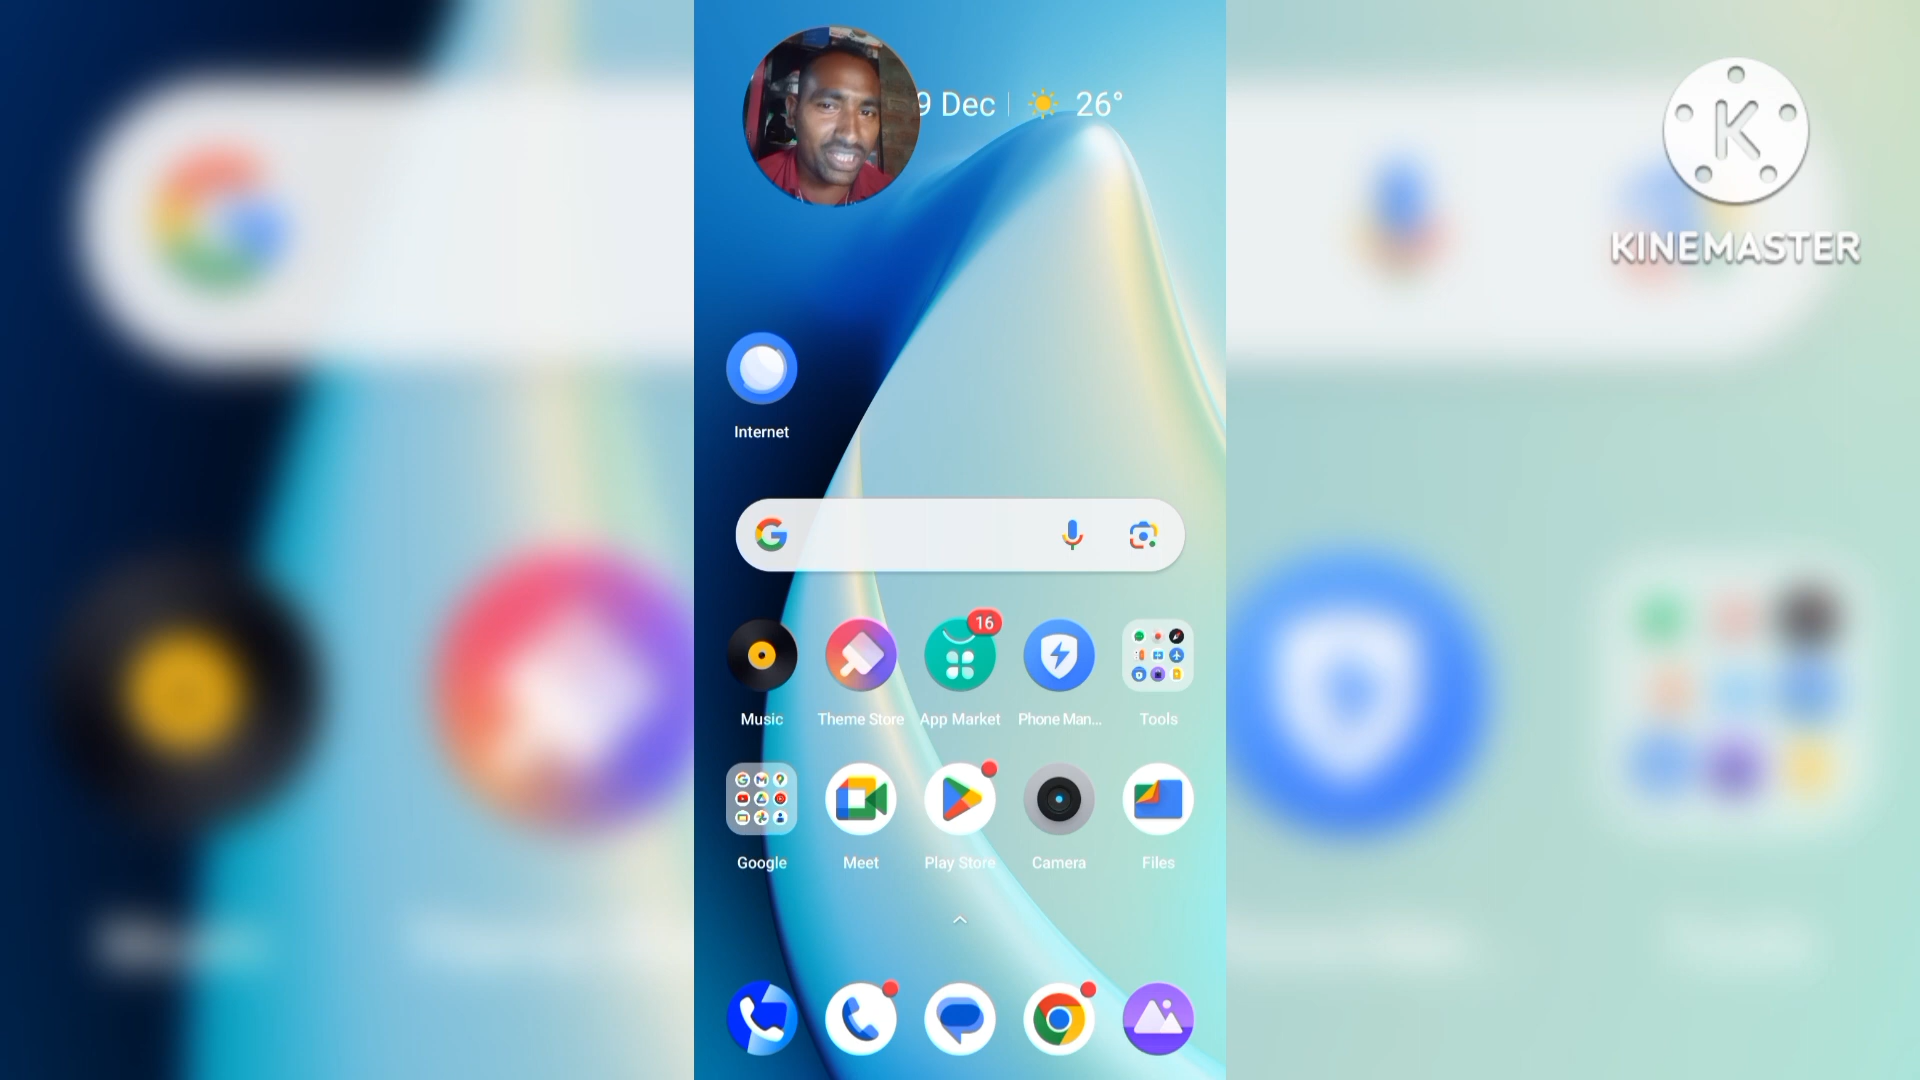 9 Dec | 26°
KINEMASTER
Internet
16
Music Theme Store App Market Phone Man... Tools
Google Meet Play Store Camera Files